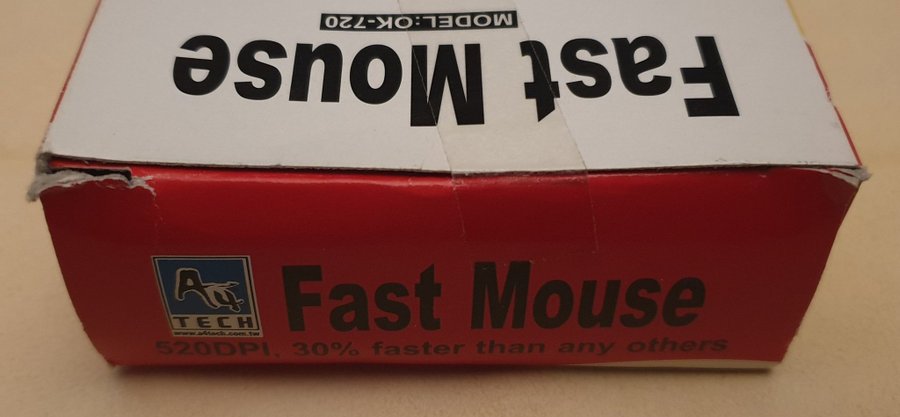 MODEL:OK-720
Fast Mouse
A4
TECH
www.a4tech.com.tw
Fast Mouse
520DPI, 30% faster than any others